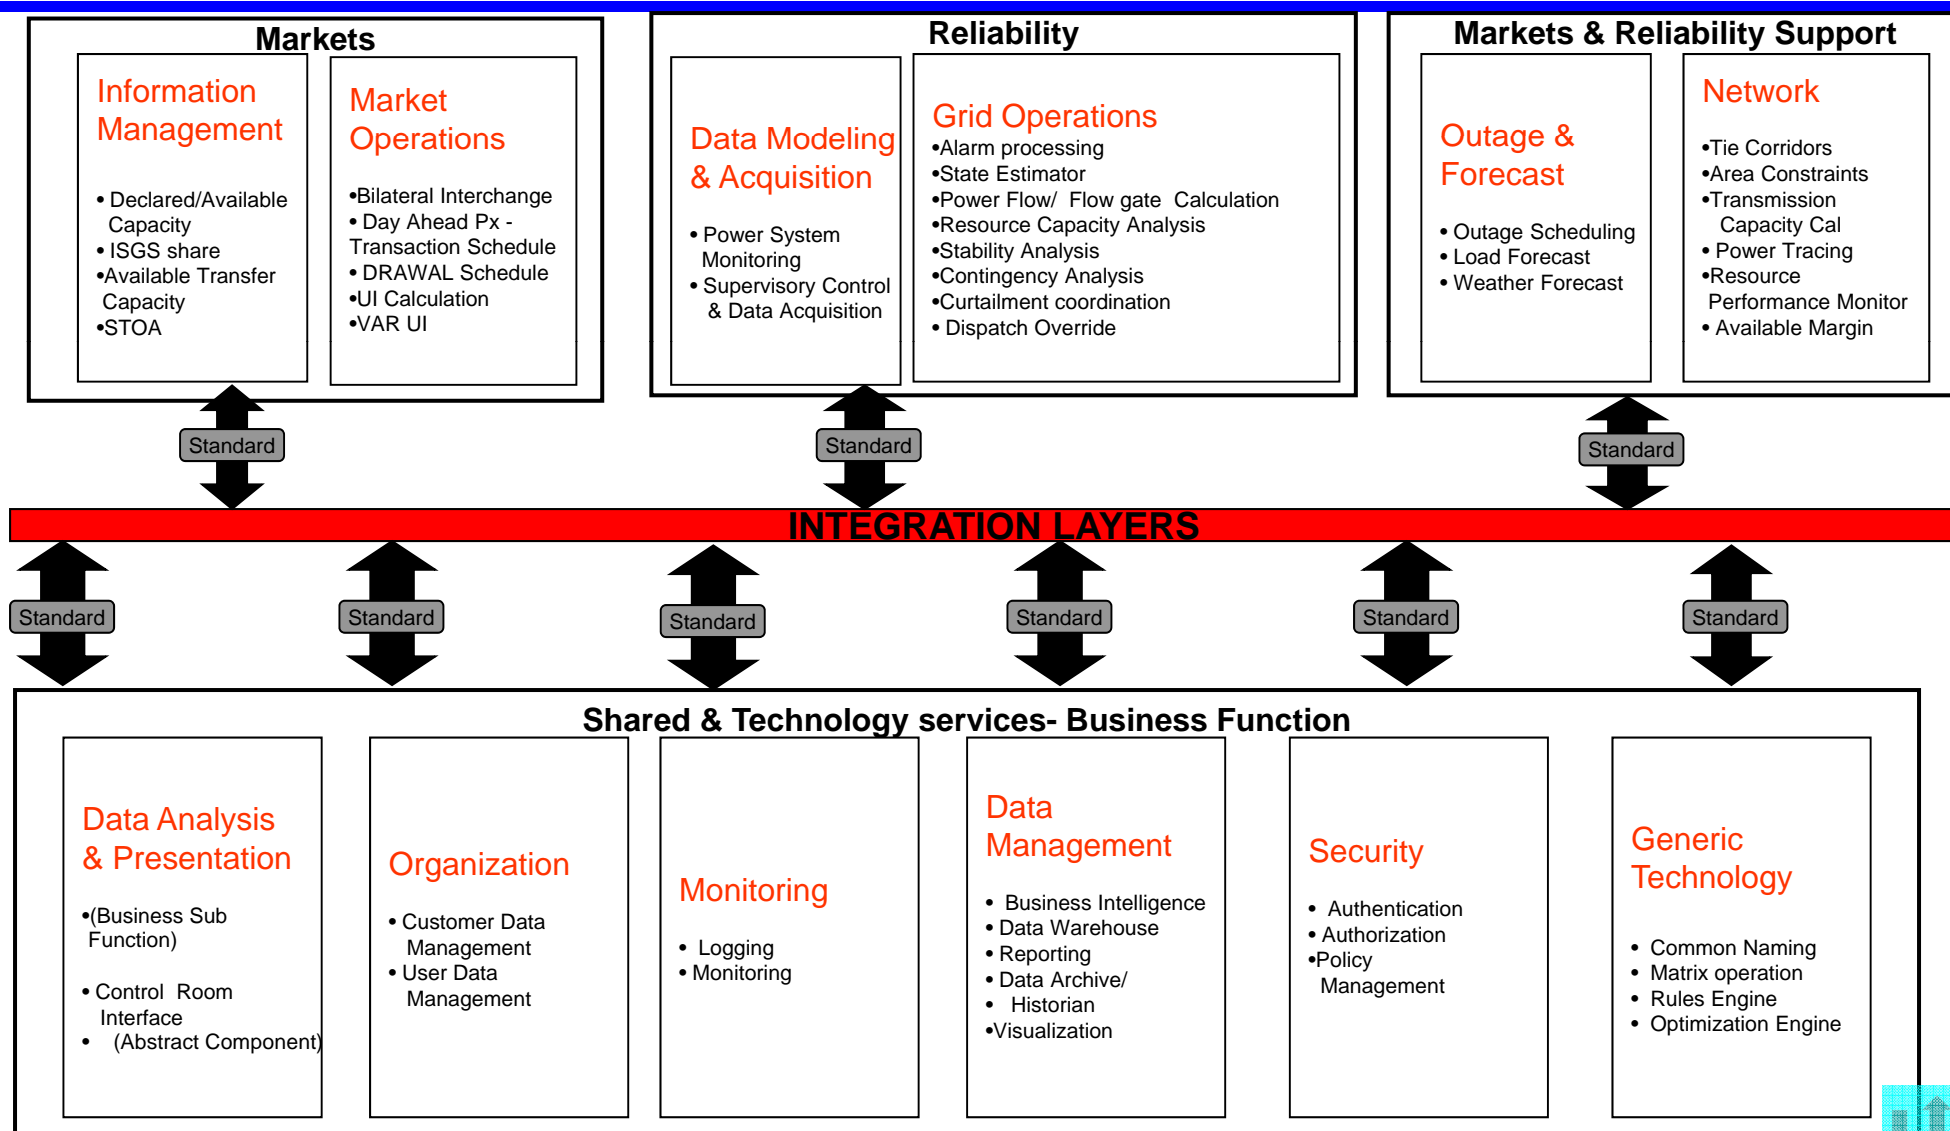 Markets
Information
Management
• Declared/Available
Capacity
• ISGS share
•Available Transfer
Capacity
•STOA
Market
Operations
•Bilateral Interchange
• Day Ahead Px -
Transaction Schedule
• DRAWAL Schedule
•UI Calculation
•VAR UI
Reliability
Data Modeling
& Acquisition
• Power System
Monitoring
• Supervisory Control
& Data Acquisition
Grid Operations
•Alarm processing
•State Estimator
•Power Flow/ Flow gate Calculation
•Resource Capacity Analysis
•Stability Analysis
•Contingency Analysis
•Curtailment coordination
• Dispatch Override
Markets & Reliability Support
Outage &
Forecast
• Outage Scheduling
• Load Forecast
• Weather Forecast
Network
•Tie Corridors
•Area Constraints
•Transmission
Capacity Cal
• Power Tracing
•Resource
Performance Monitor
• Available Margin
Standard
Standard
Standard
INTEGRATION LAYERS
Standard
Standard
Standard
Standard
Standard
Standard
Shared & Technology services- Business Function
Data Analysis
& Presentation
•(Business Sub
Function)
• Control Room
Interface
• (Abstract Component)
Organization
• Customer Data
Management
• User Data
Management
Monitoring
• Logging
• Monitoring
Data
Management
• Business Intelligence
• Data Warehouse
• Reporting
• Data Archive/
• Historian
•Visualization
Security
• Authentication
• Authorization
•Policy
Management
Generic
Technology
• Common Naming
• Matrix operation
• Rules Engine
• Optimization Engine